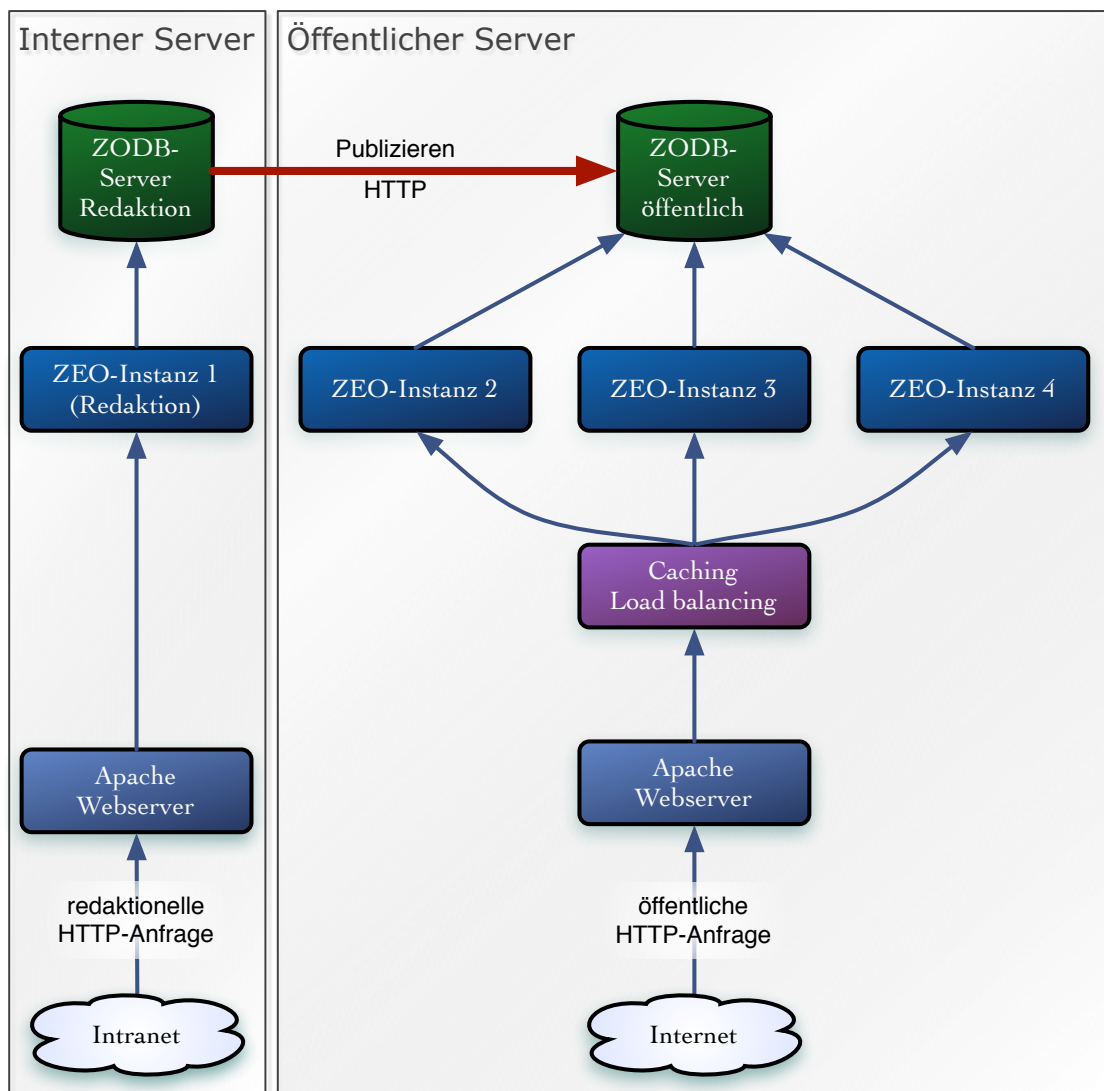 Interner Server
Öffentlicher Server
ZODB-
Server
Redaktion
Publizieren
HTTP
ZODB-
Server
öffentlich
ZEO-Instanz 1
(Redaktion)
ZEO-Instanz 2
ZEO-Instanz 3
ZEO-Instanz 4
Caching
Load balancing
Apache
Webserver
Apache
Webserver
redaktionelle
HTTP-Anfrage
öffentliche
HTTP-Anfrage
Intranet
Internet